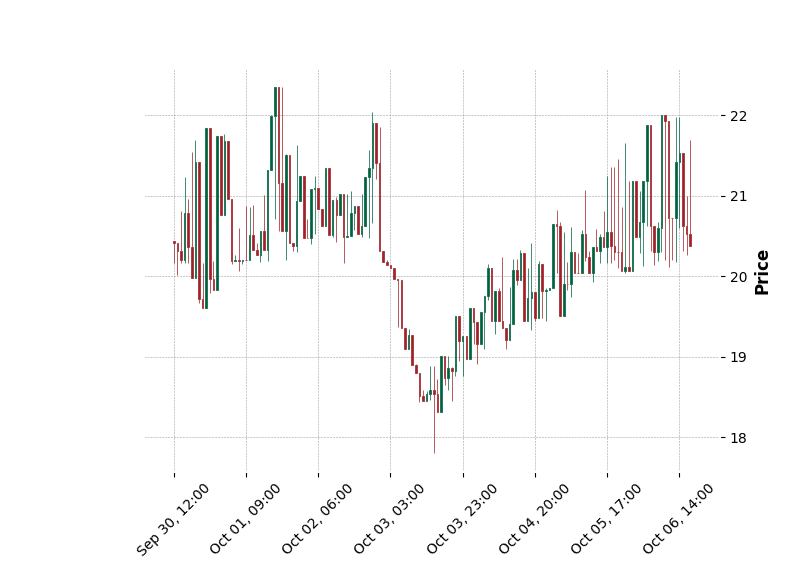 22
21
20
19
18
Price
Sep 30, 12:00
Oct 01, 09:00
Oct 02, 06:00
Oct 03, 03:00
Oct 03, 23:00
Oct 04, 20:00
Oct 05, 17:00
Oct 06, 14:00